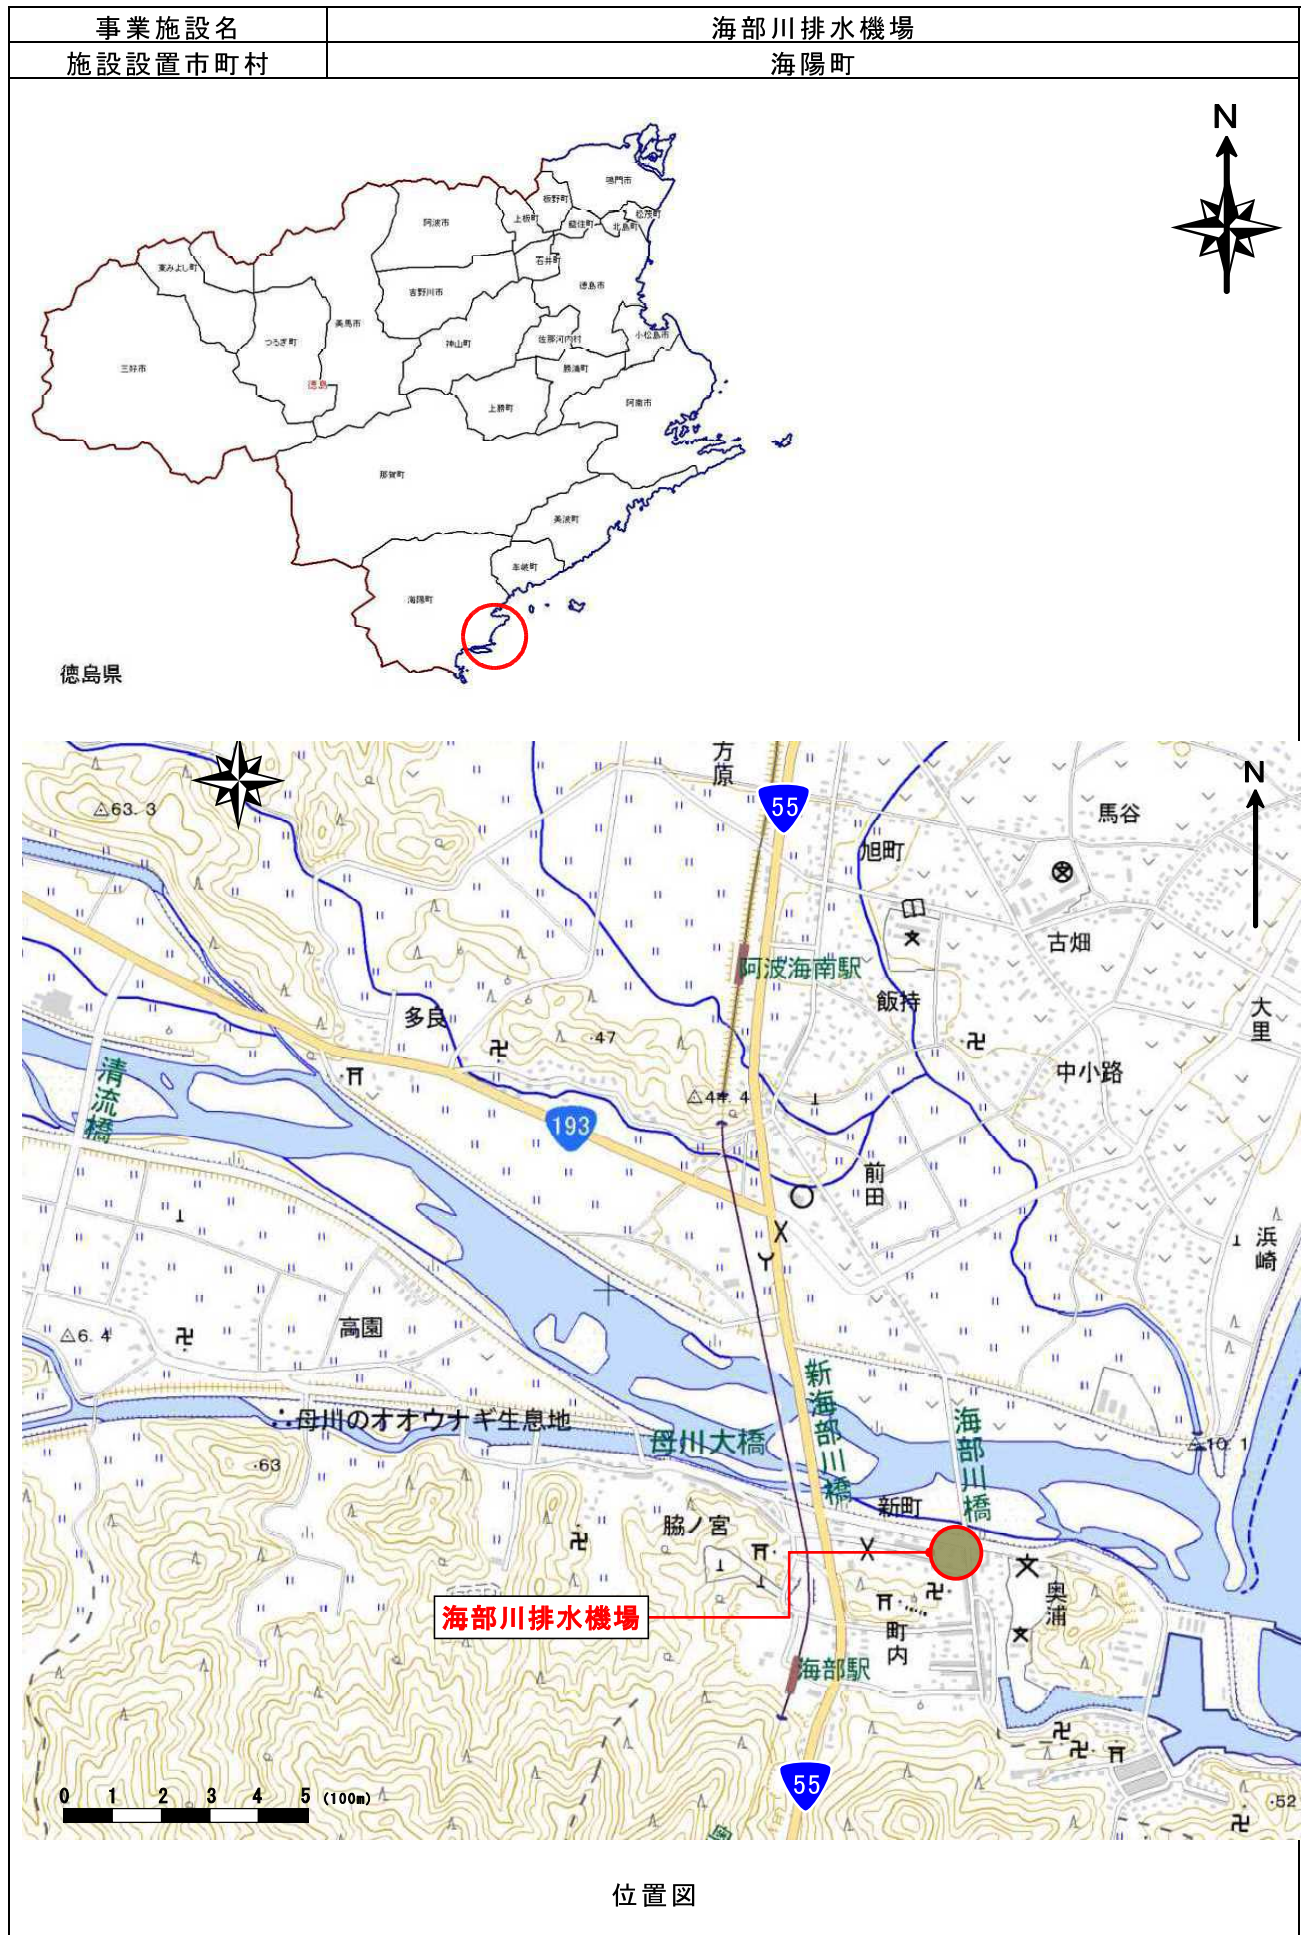 事業施設名
海部川排水機場
施設設置市町村
海陽町
N
鳴門市
板野町
松茂町
上板町
藍住町
北島町
阿波市
石井町
徳島市
東みよし町
吉野川市
美馬市
小松島市
つるぎ町
神山町
佐那河内村
三好市
勝浦町
徳島
上勝町
阿南市
那賀町
美波町
牟岐町
海陽町
徳島県
方原
N
55
63.3
馬谷
旭町
古畑
阿波海南駅
飯持
大里
多良
47
中小路
清流橋
44.4
193
前田
浜崎
高園
6.4
新海部川橋
海部川橋
母川のオオウナギ生息地
母川大橋
10.1
63
新町
脇ノ宮
奥浦
海部川排水機場
町内
海部駅
55
0 1 2 3 4 5 (100m)
52
位置図